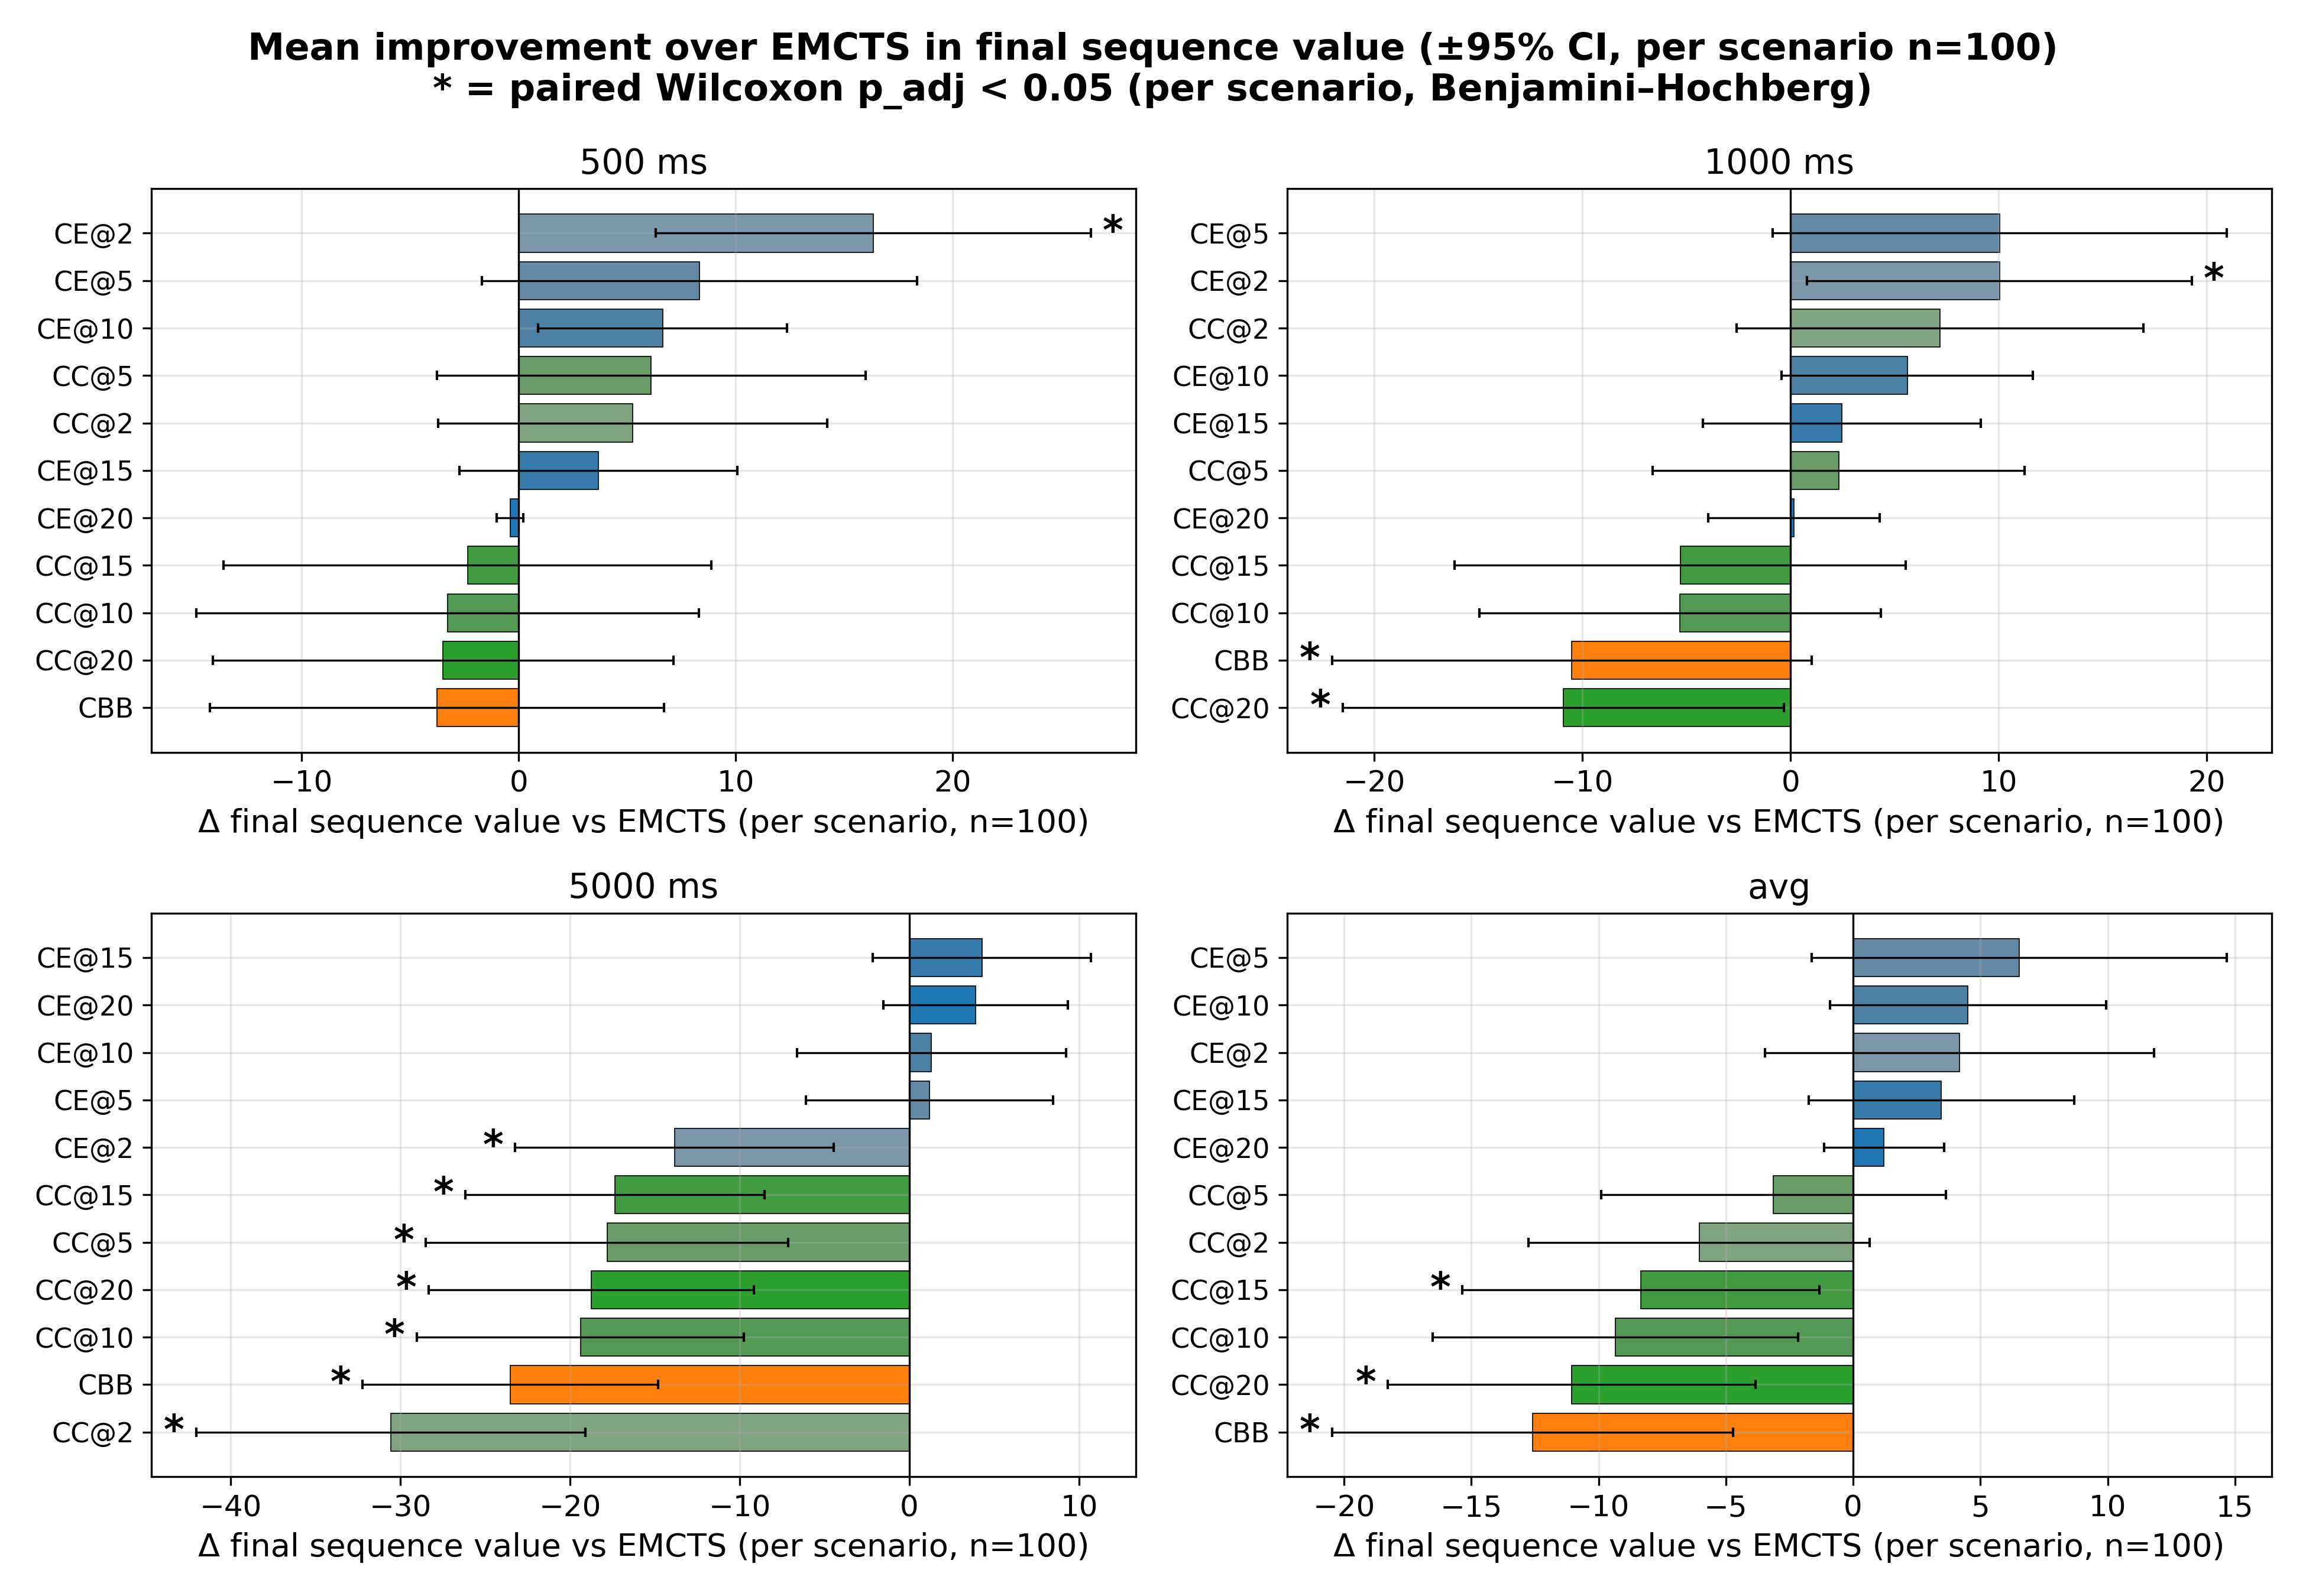 Mean improvement over EMCTS in final sequence value (±95% CI, per scenario n=100)
* = paired Wilcoxon p_adj < 0.05 (per scenario, Benjamini–Hochberg)
500 ms
CE@2
*
CE@5
CE@10
CC@5
CC@2
CE@15
CE@20
CC@15
CC@10
CC@20
CBB
−10 0 10 20
Δ final sequence value vs EMCTS (per scenario, n=100)
1000 ms
CE@5
CE@2
*
CC@2
CE@10
CE@15
CC@5
CE@20
CC@15
CC@10
CBB
*
CC@20
*
−20 −10 0 10 20
Δ final sequence value vs EMCTS (per scenario, n=100)
5000 ms
CE@15
CE@20
CE@10
CE@5
CE@2
*
CC@15
*
CC@5
*
CC@20
*
CC@10
*
CBB
*
CC@2
*
−40 −30 −20 −10 0 10
Δ final sequence value vs EMCTS (per scenario, n=100)
avg
CE@5
CE@10
CE@2
CE@15
CE@20
CC@5
CC@2
CC@15
*
CC@10
CC@20
*
CBB
*
−20 −15 −10 −5 0 5 10 15
Δ final sequence value vs EMCTS (per scenario, n=100)